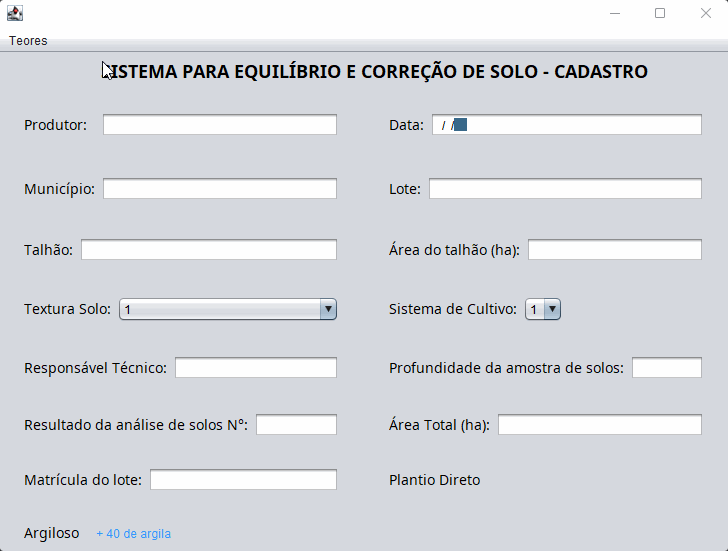 Teores
SISTEMA PARA EQUILÍBRIO E CORREÇÃO DE SOLO - CADASTRO
Produtor:
Data: / /
Município:
Lote:
Talhão:
Área do talhão (ha):
Textura Solo: 1
Sistema de Cultivo: 1
Responsável Técnico:
Profundidade da amostra de solos:
Resultado da análise de solos N°:
Área Total (ha):
Matrícula do lote:
Plantio Direto
Argiloso + 40 de argila